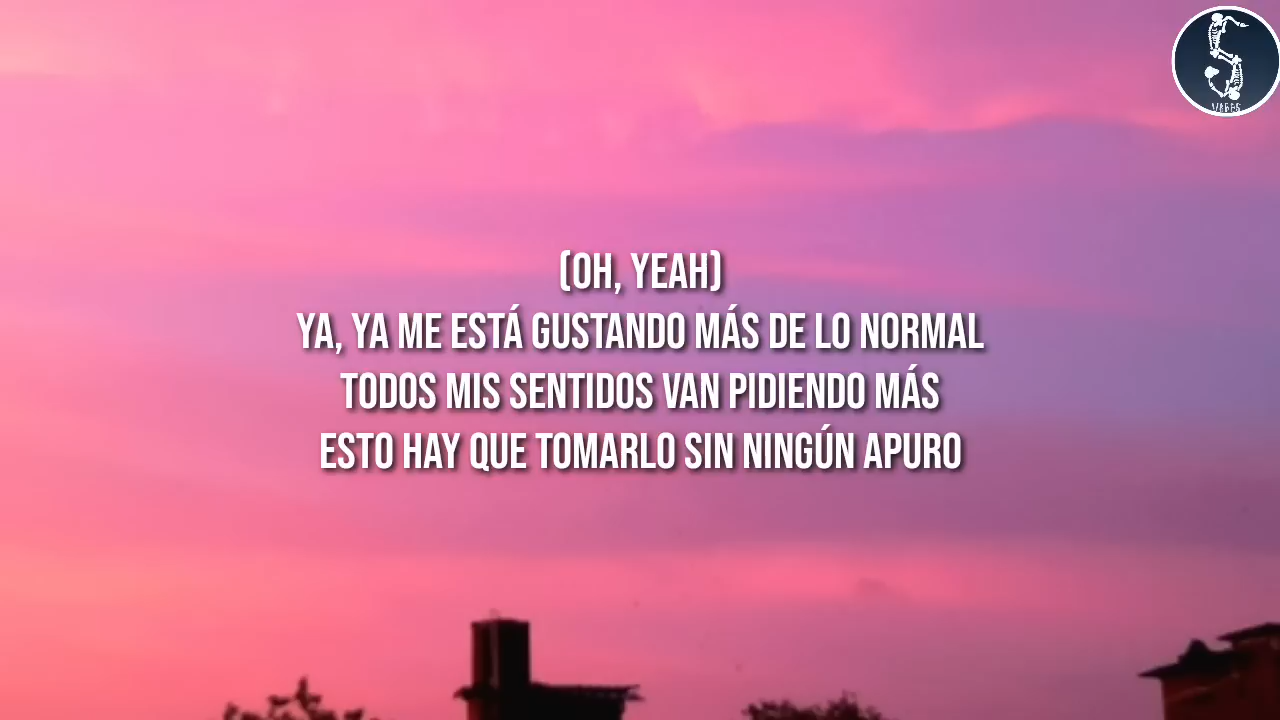 (OH, YEAH)
YA, YA ME ESTÁ GUSTANDO MÁS DE LO NORMAL
TODOS MIS SENTIDOS VAN PIDIENDO MÁS
ESTO HAY QUE TOMARLO SIN NINGÚN APURO